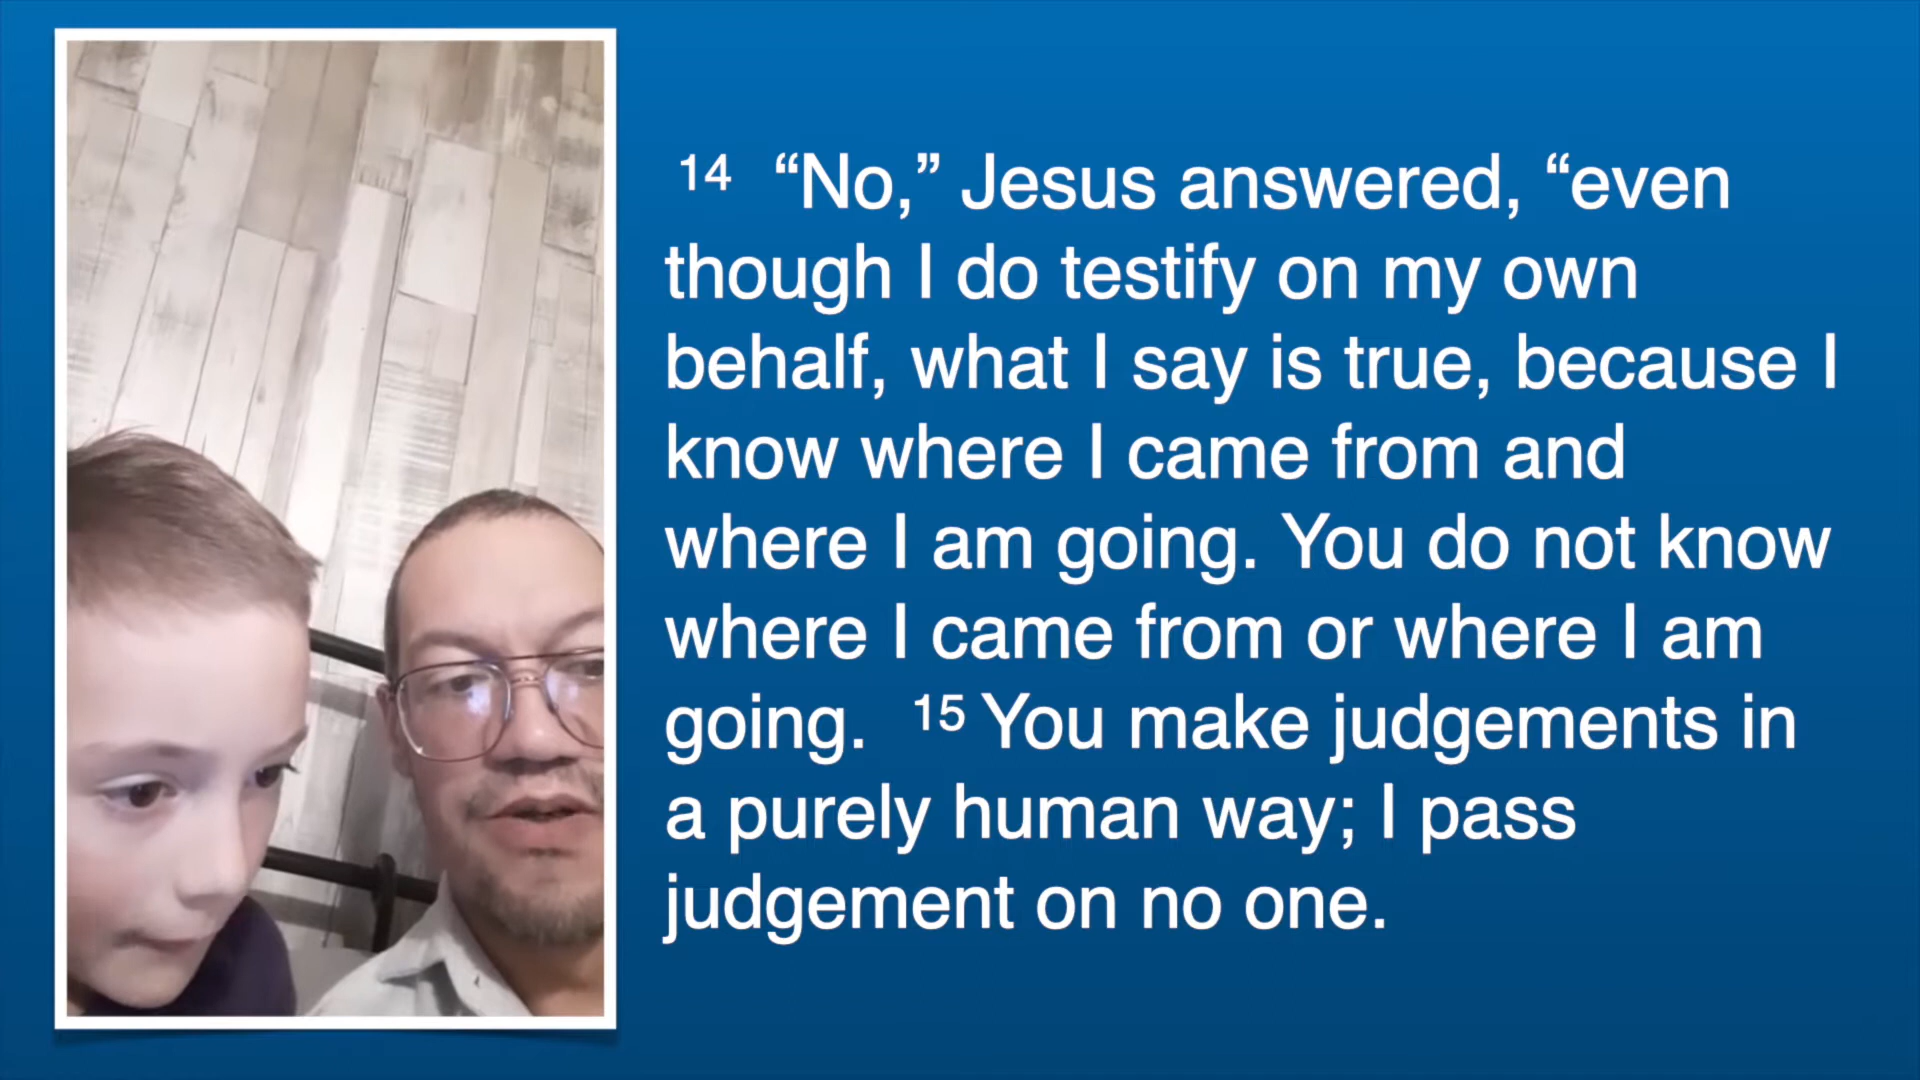 14 “No,” Jesus answered, “even
though I do testify on my own
behalf, what I say is true, because I
know where I came from and
where I am going. You do not know
where I came from or where I am
going. 15 You make judgements in
a purely human way; I pass
judgement on no one.